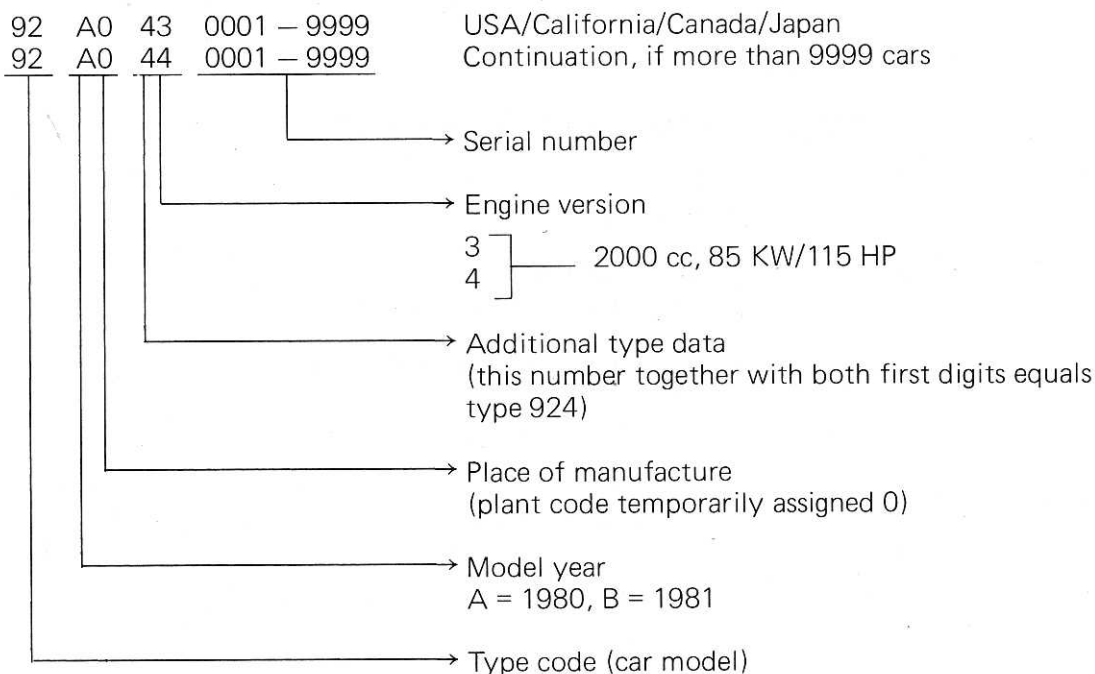 92 A0 43 0001 – 9999 USA/California/Canada/Japan
92 A0 44 0001 – 9999 Continuation, if more than 9999 cars
Serial number
Engine version
3
4
2000 cc, 85 KW/115 HP
Additional type data
(this number together with both first digits equals
type 924)
Place of manufacture
(plant code temporarily assigned 0)
Model year
A = 1980, B = 1981
Type code (car model)